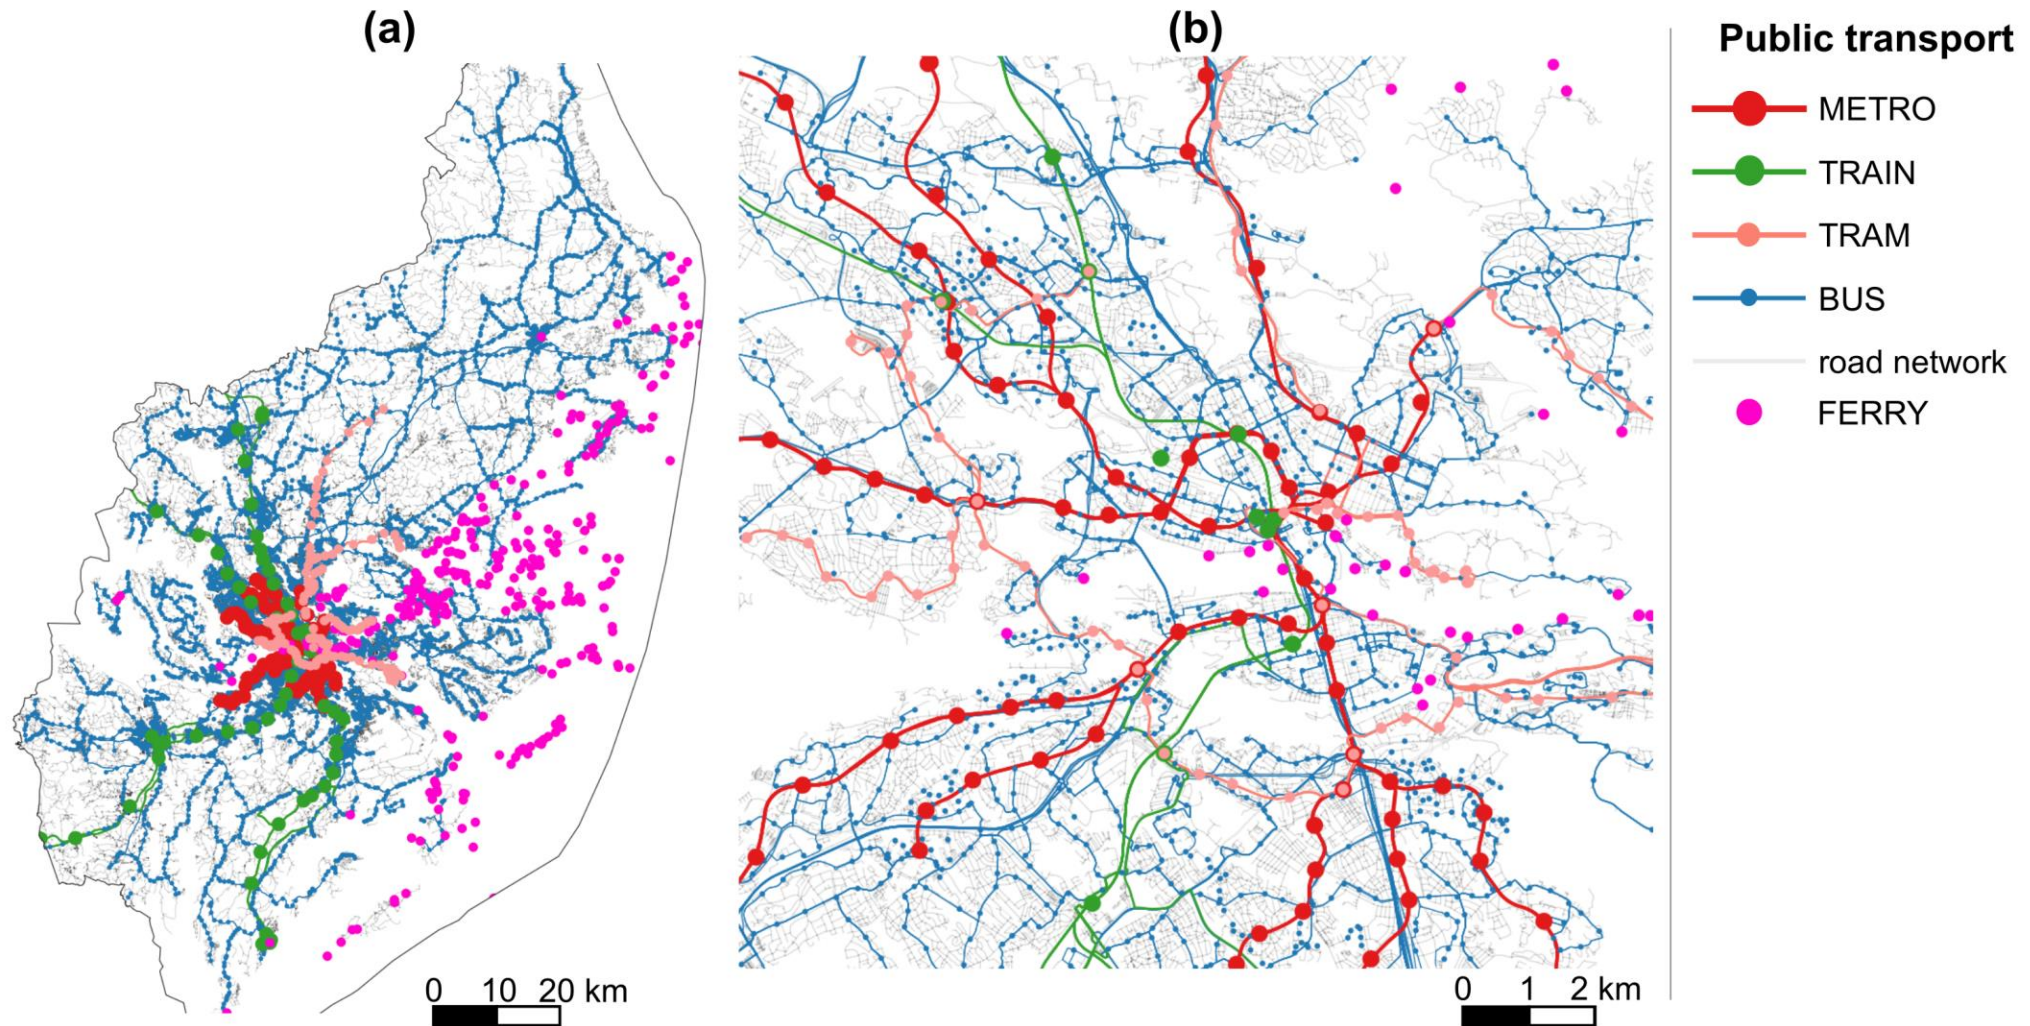 (a)
(b)
Public transport
METRO
TRAIN
TRAM
BUS
road network
FERRY
0 10 20 km
0 1 2 km